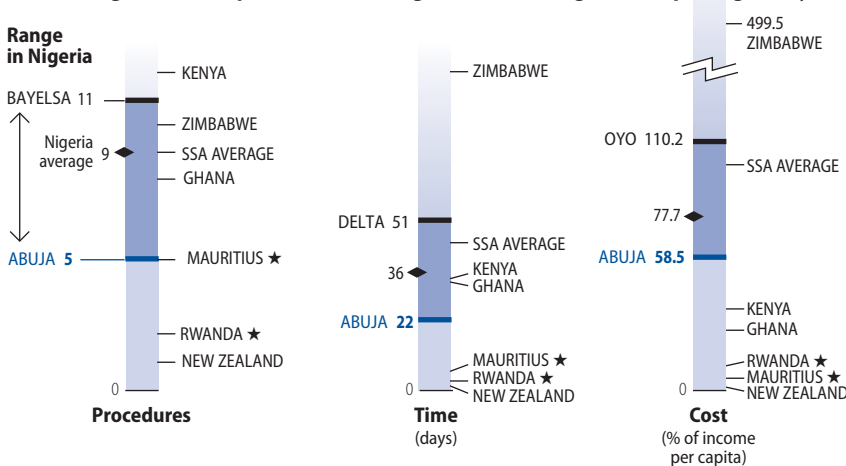 Range
in Nigeria
KENYA
BAYELSA 11
ZIMBABWE
Nigeria
average 9
SSA AVERAGE
GHANA
ABUJA 5
MAURITIUS ★
RWANDA ★
NEW ZEALAND
0
Procedures
ZIMBABWE
DELTA 51
SSA AVERAGE
36
KENYA
GHANA
ABUJA 22
MAURITIUS ★
RWANDA ★
NEW ZEALAND
0
Time
(days)
499.5
ZIMBABWE
OYO 110.2
SSA AVERAGE
77.7
ABUJA 58.5
KENYA
GHANA
RWANDA ★
MAURITIUS ★
NEW ZEALAND
0
Cost
(% of income
per capita)